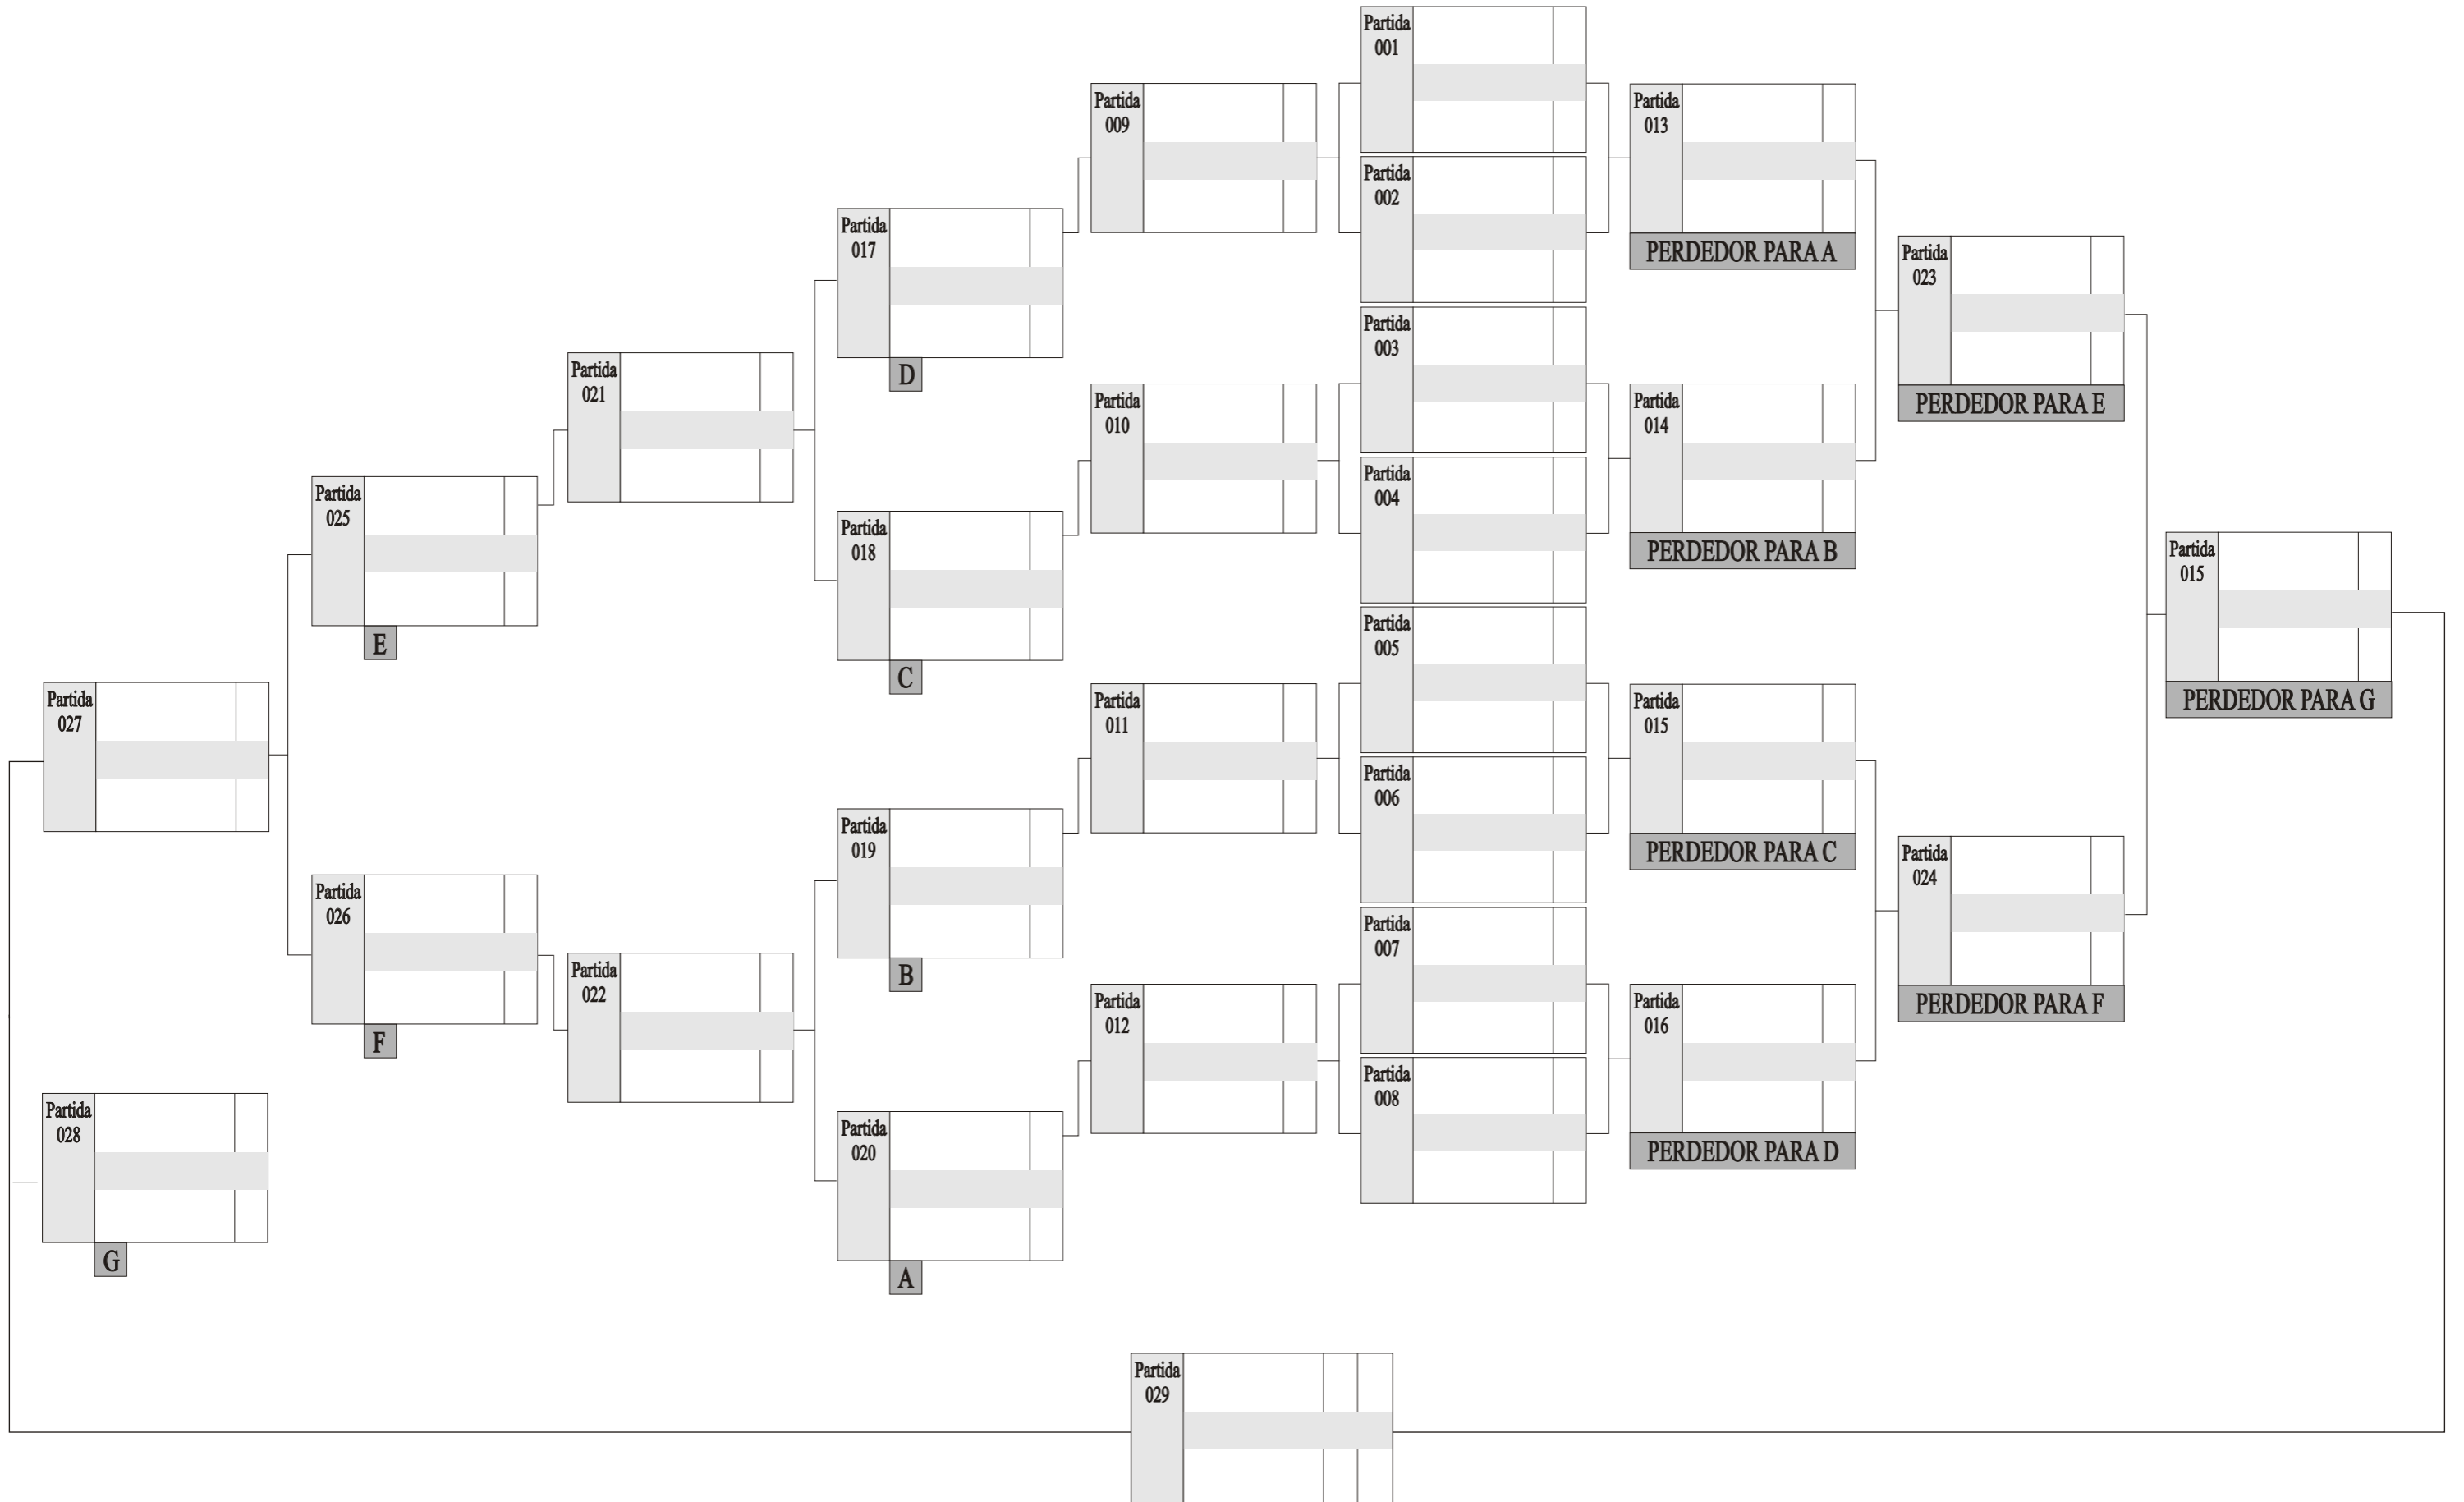 Partida
001
Partida
009
Partida
013
Partida
002
Partida
017
PERDEDOR PARA A
Partida
023
Partida
003
Partida
021
D
Partida
010
Partida
014
PERDEDOR PARA E
Partida
004
Partida
025
Partida
018
PERDEDOR PARA B
Partida
015
Partida
005
E
C
Partida
027
Partida
011
Partida
015
PERDEDOR PARA G
Partida
006
Partida
019
PERDEDOR PARA C
Partida
024
Partida
026
Partida
007
Partida
022
B
Partida
012
Partida
016
PERDEDOR PARA F
F
Partida
008
Partida
028
Partida
020
PERDEDOR PARA D
G
A
Partida
029